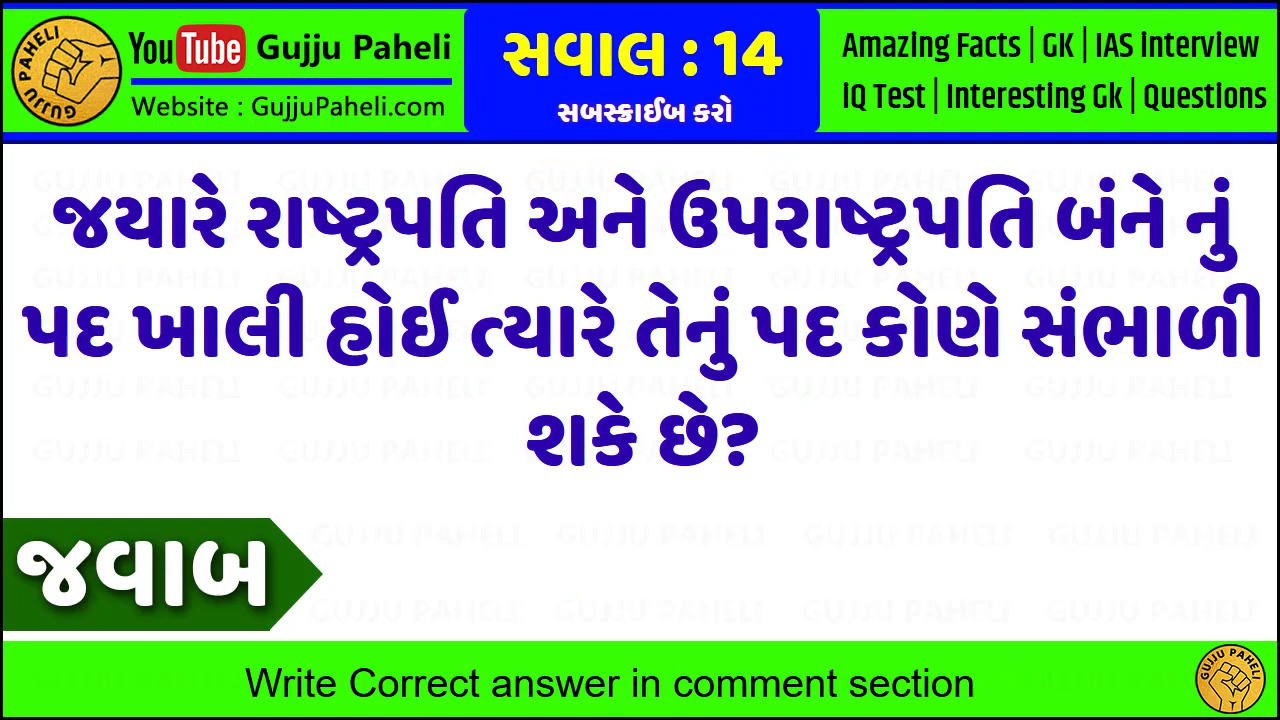 GUJJU PAHELI
YouTube Gujju Paheli
Website : GujjuPaheli.com
સવાલ : 14
સબસ્ક્રાઈબ કરો
Amazing Facts | GK | IAS interview
iQ Test | Interesting Gk | Questions
જયારે રાષ્ટ્રપતિ અને ઉપરાષ્ટ્રપતિ બંને નું
પદ ખાલી હોઈ ત્યારે તેનું પદ કોણે સંભાળી
શકે છે?
જવાબ
Write Correct answer in comment section
GUJJU PAHELI